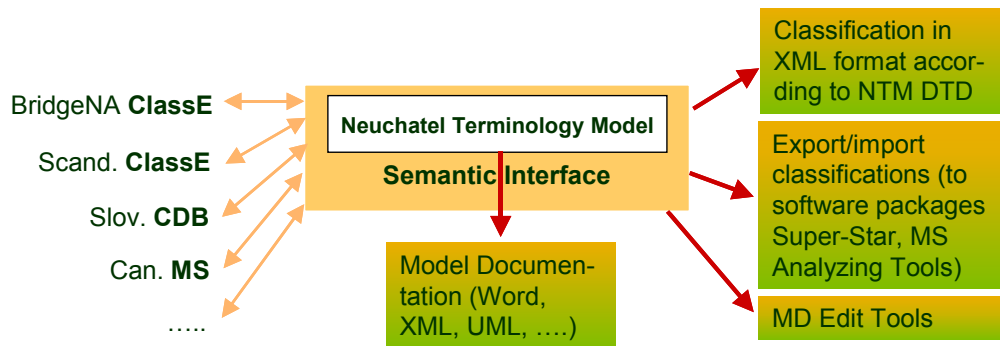 BridgeNA ClassE
Scand. ClassE
Slov. CDB
Can. MS
.....
Neuchatel Terminology Model
Semantic Interface
Model Documen-
tation (Word,
XML, UML, ....)
Classification in
XML format accor-
ding to NTM DTD
Export/import
classifications (to
software packages
Super-Star, MS
Analyzing Tools)
MD Edit Tools